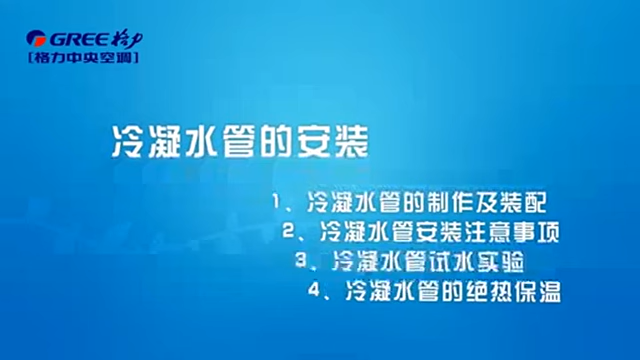 GREE格力
[格力中央空调]
冷凝水管的安装
1、冷凝水管的制作及装配
2、冷凝水管安装注意事项
3、冷凝水管试水实验
4、冷凝水管的绝热保温